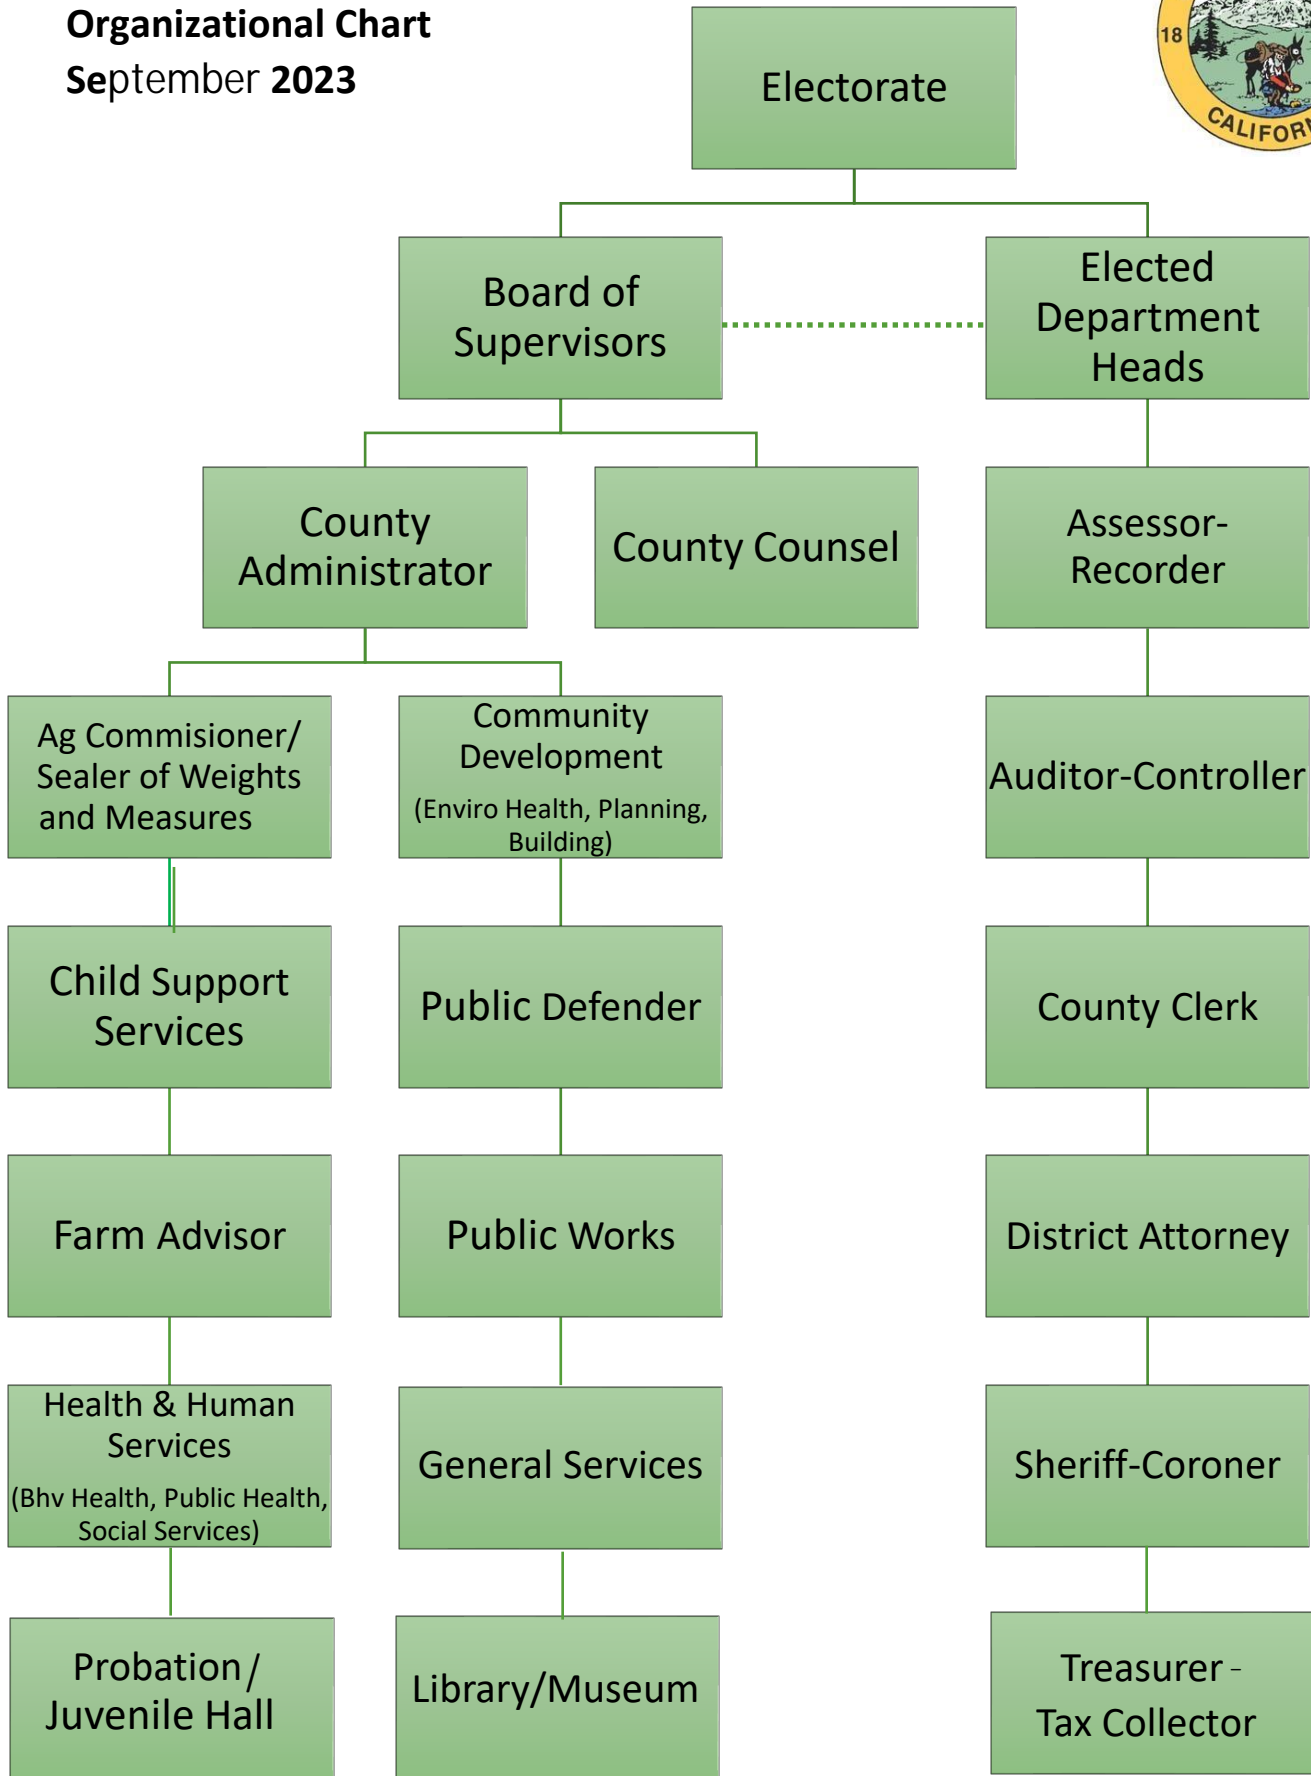 Organizational Chart
September 2023
18
CALIFORN
Electorate
Board of
Supervisors
Elected
Department
Heads
County
Administrator
County Counsel
Assessor-
Recorder
Ag Commisioner/
Sealer of Weights
and Measures
Community
Development
(Enviro Health, Planning,
Building)
Auditor-Controller
Child Support
Services
Public Defender
County Clerk
Farm Advisor
Public Works
District Attorney
Health & Human
Services
(Bhv Health, Public Health,
Social Services)
General Services
Sheriff-Coroner
Probation/
Juvenile Hall
Library/Museum
Treasurer-
Tax Collector